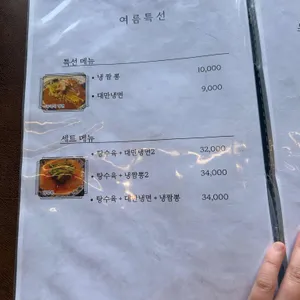 여름특선
특선 메뉴
• 냉짬뽕 10,000
• 대만냉면 9,000
세트 메뉴
• 탕수육 + 대만냉면2 32,000
• 탕수육 + 냉짬뽕2 34,000
• 탕수육 + 대만냉면 + 냉짬뽕 34,000